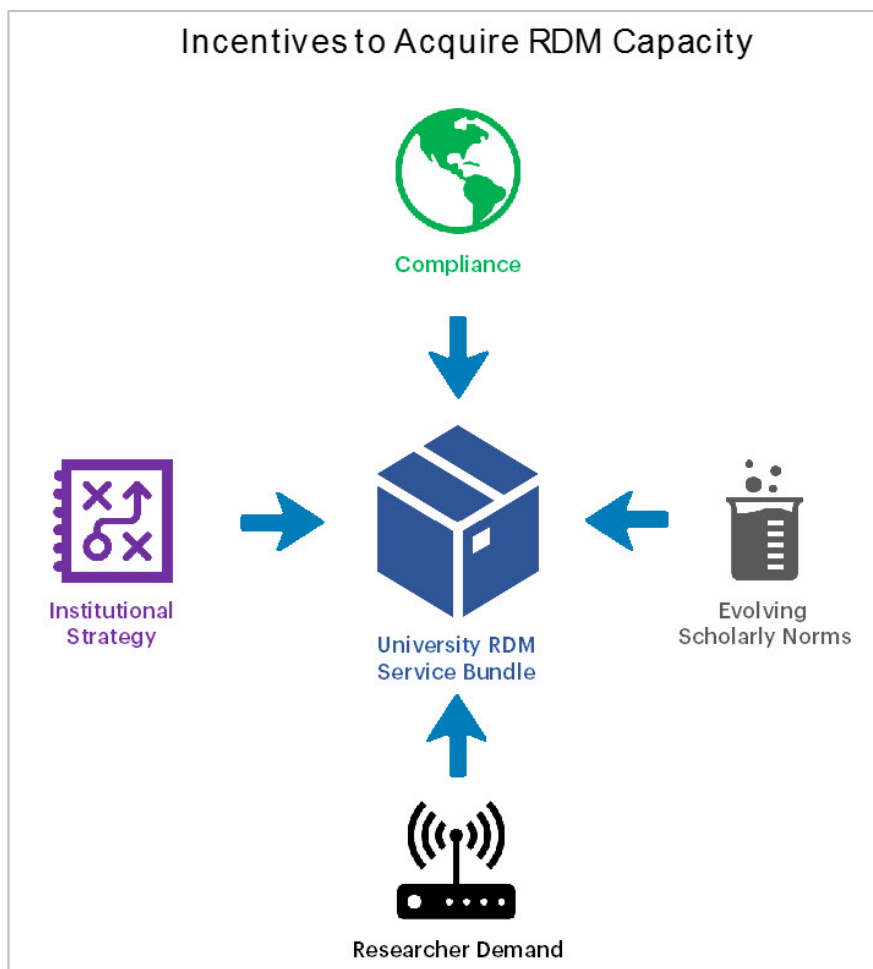 Incentives to Acquire RDM Capacity
Compliance
Institutional
Strategy
University RDM
Service Bundle
Evolving
Scholarly Norms
Researcher Demand